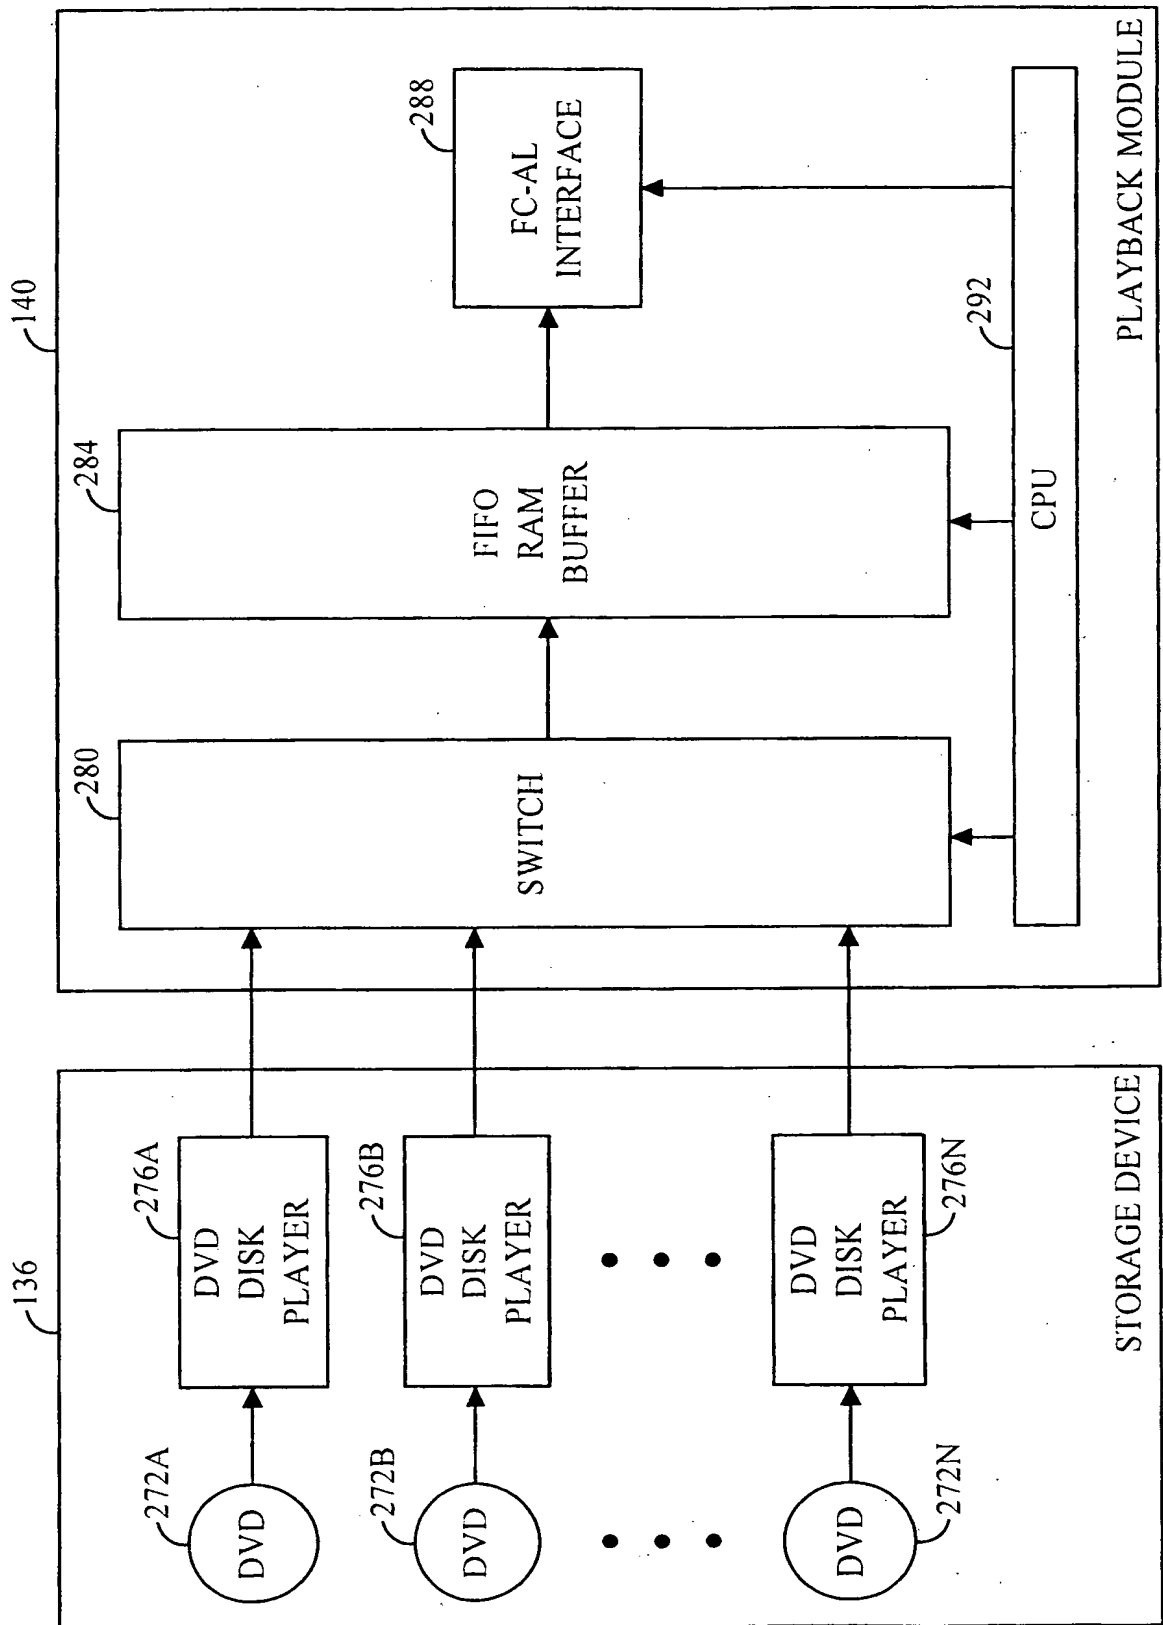 136
272A
DVD
276A
DVD
DISK
PLAYER
272B
DVD
276B
DVD
DISK
PLAYER
272N
DVD
276N
DVD
DISK
PLAYER
STORAGE DEVICE
140
280
SWITCH
284
FIFO
RAM
BUFFER
288
FC-AL
INTERFACE
292
CPU
PLAYBACK MODULE